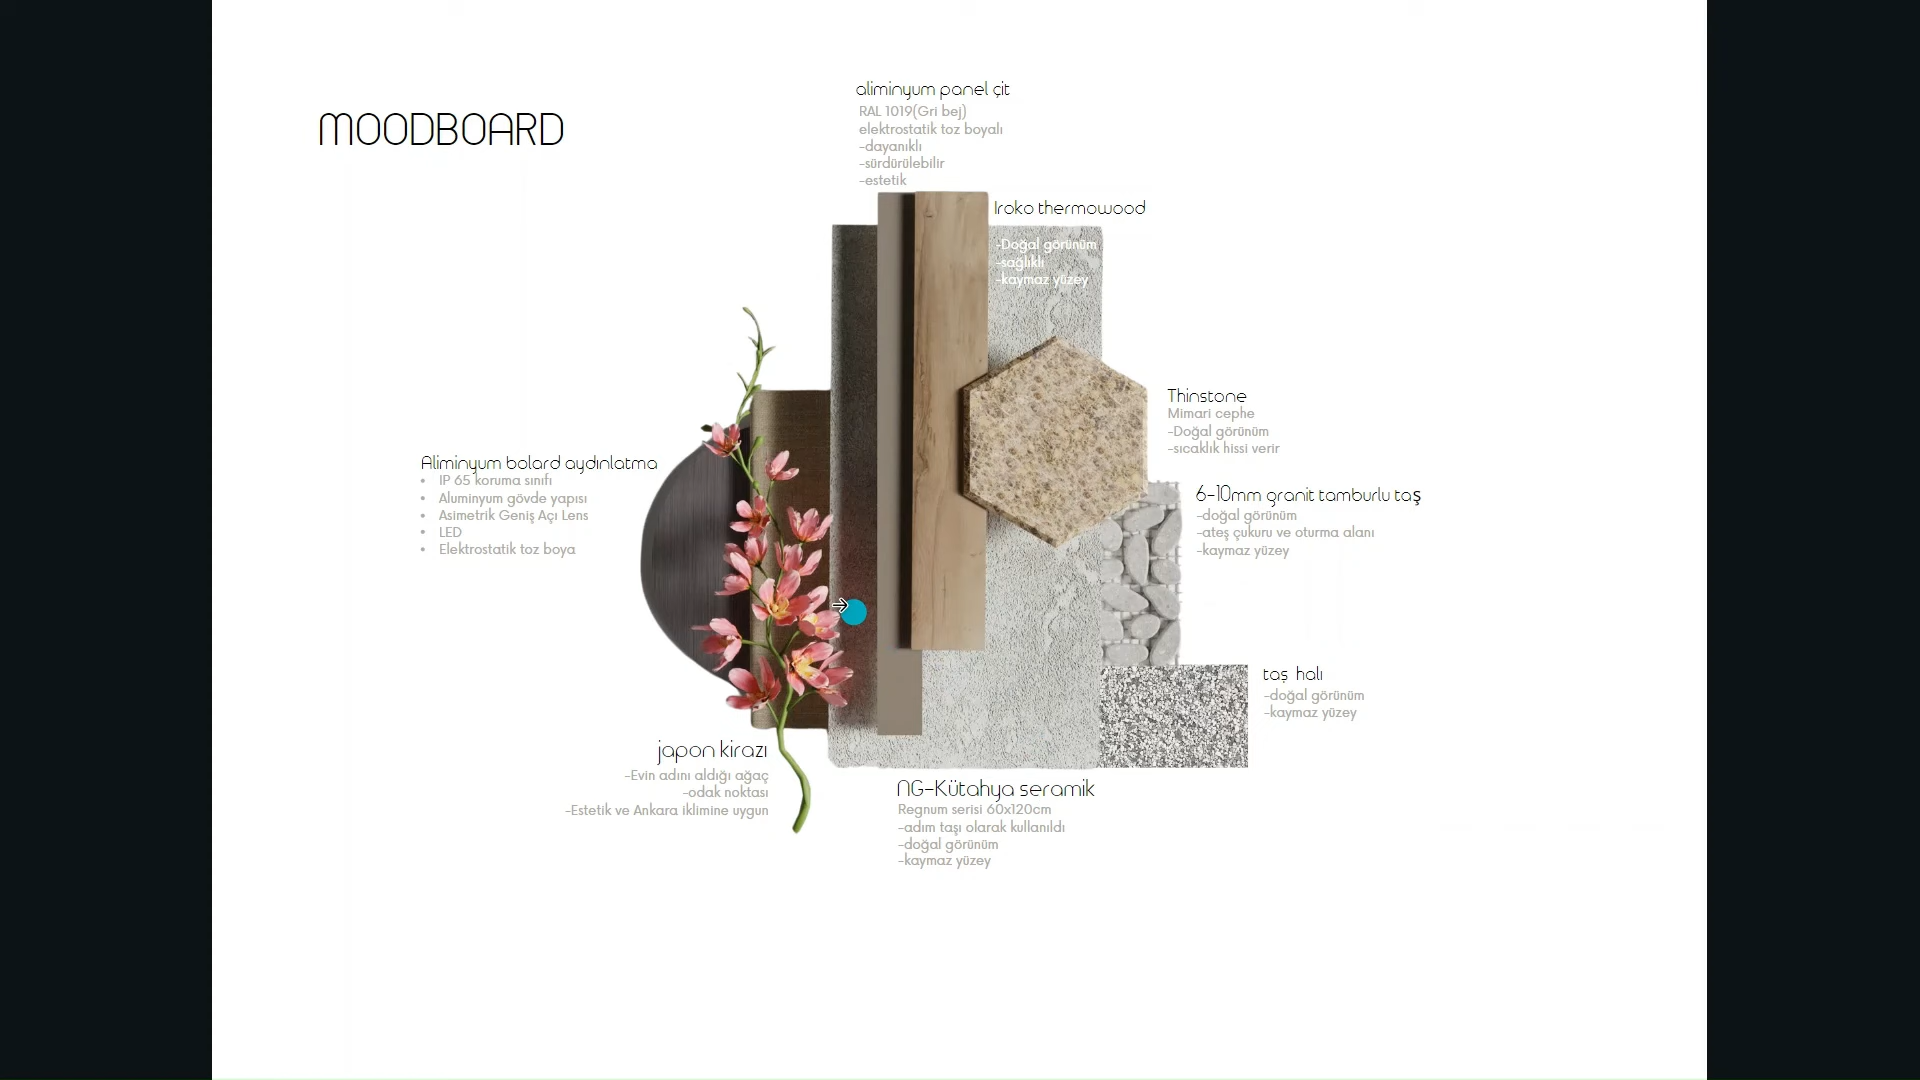 MOODBOARD
aliminyum panel çit
RAL 1019(Gri bej)
elektrostatik toz boyalı
-dayanıklı
-sürdürülebilir
-estetik
Iroko thermowood
-Doğal görünüm
-sağlıklı
-kaymaz yüzey
Thinstone
Mimari cephe
-Doğal görünüm
-sıcaklık hissi verir
Aliminyum bolard aydınlatma
• IP 65 koruma sınıfı
• Aluminyum gövde yapısı
• Asimetrik Geniş Açı Lens
• LED
• Elektrostatik toz boya
6-10mm granit tamburlu taş
-doğal görünüm
-ateş çukuru ve oturma alanı
-kaymaz yüzey
taş halı
-doğal görünüm
-kaymaz yüzey
japon kirazı
-Evin adını aldığı ağaç
-odak noktası
-Estetik ve Ankara iklimine uygun
NG-Kütahya seramik
Regnum serisi 60x120cm
-adım taşı olarak kullanıldı
-doğal görünüm
-kaymaz yüzey